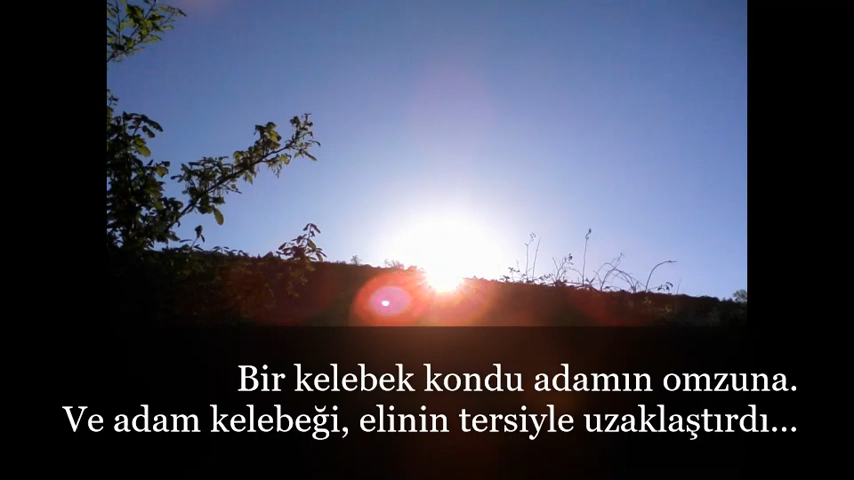 Bir kelebek kondu adamın omzuna.
Ve adam kelebeği, elinin tersiyle uzaklaştırdı...